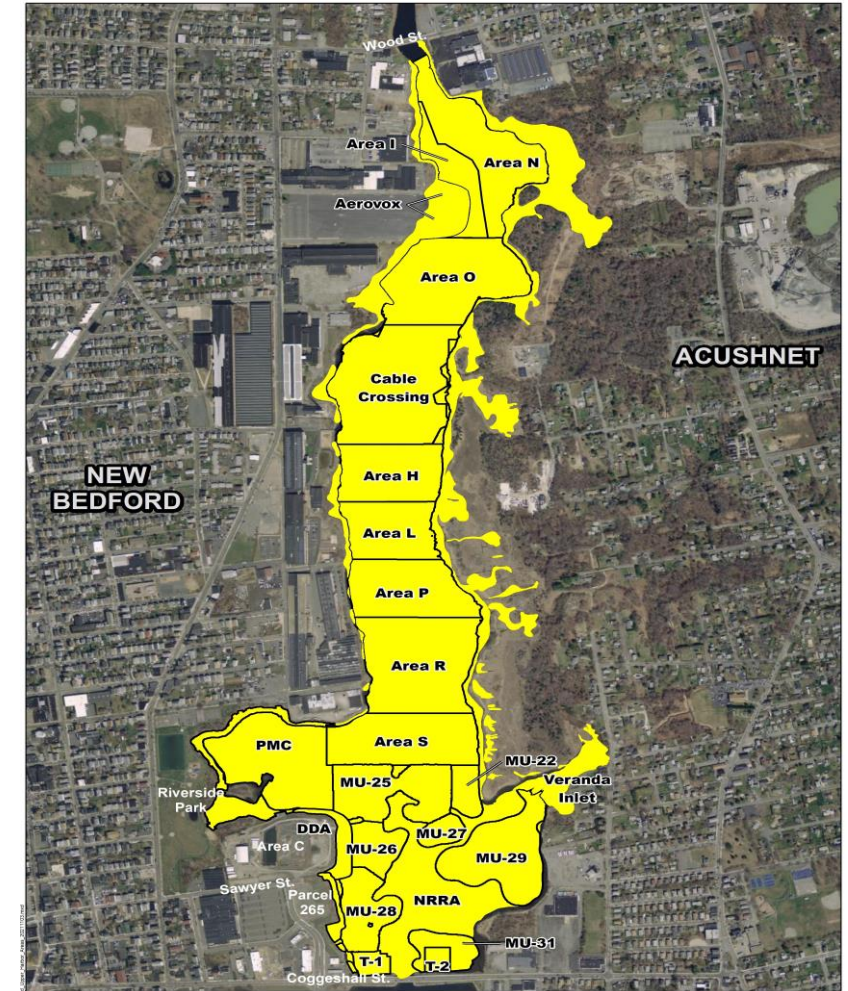 Wood St.
Area I
Area N
Aerovox
Area O
ACUSHNET
Cable
Crossing
NEW
BEDFORD
Area H
Area L
Area P
Area R
Area S
PMC
MU-22
MU-25
Veranda
Inlet
Riverside
Park
DDA
MU-27
Area C
MU-26
MU-29
Sawyer St.
Parcel
265
NRRA
MU-28
MU-31
T-1
T-2
Coggeshall St.